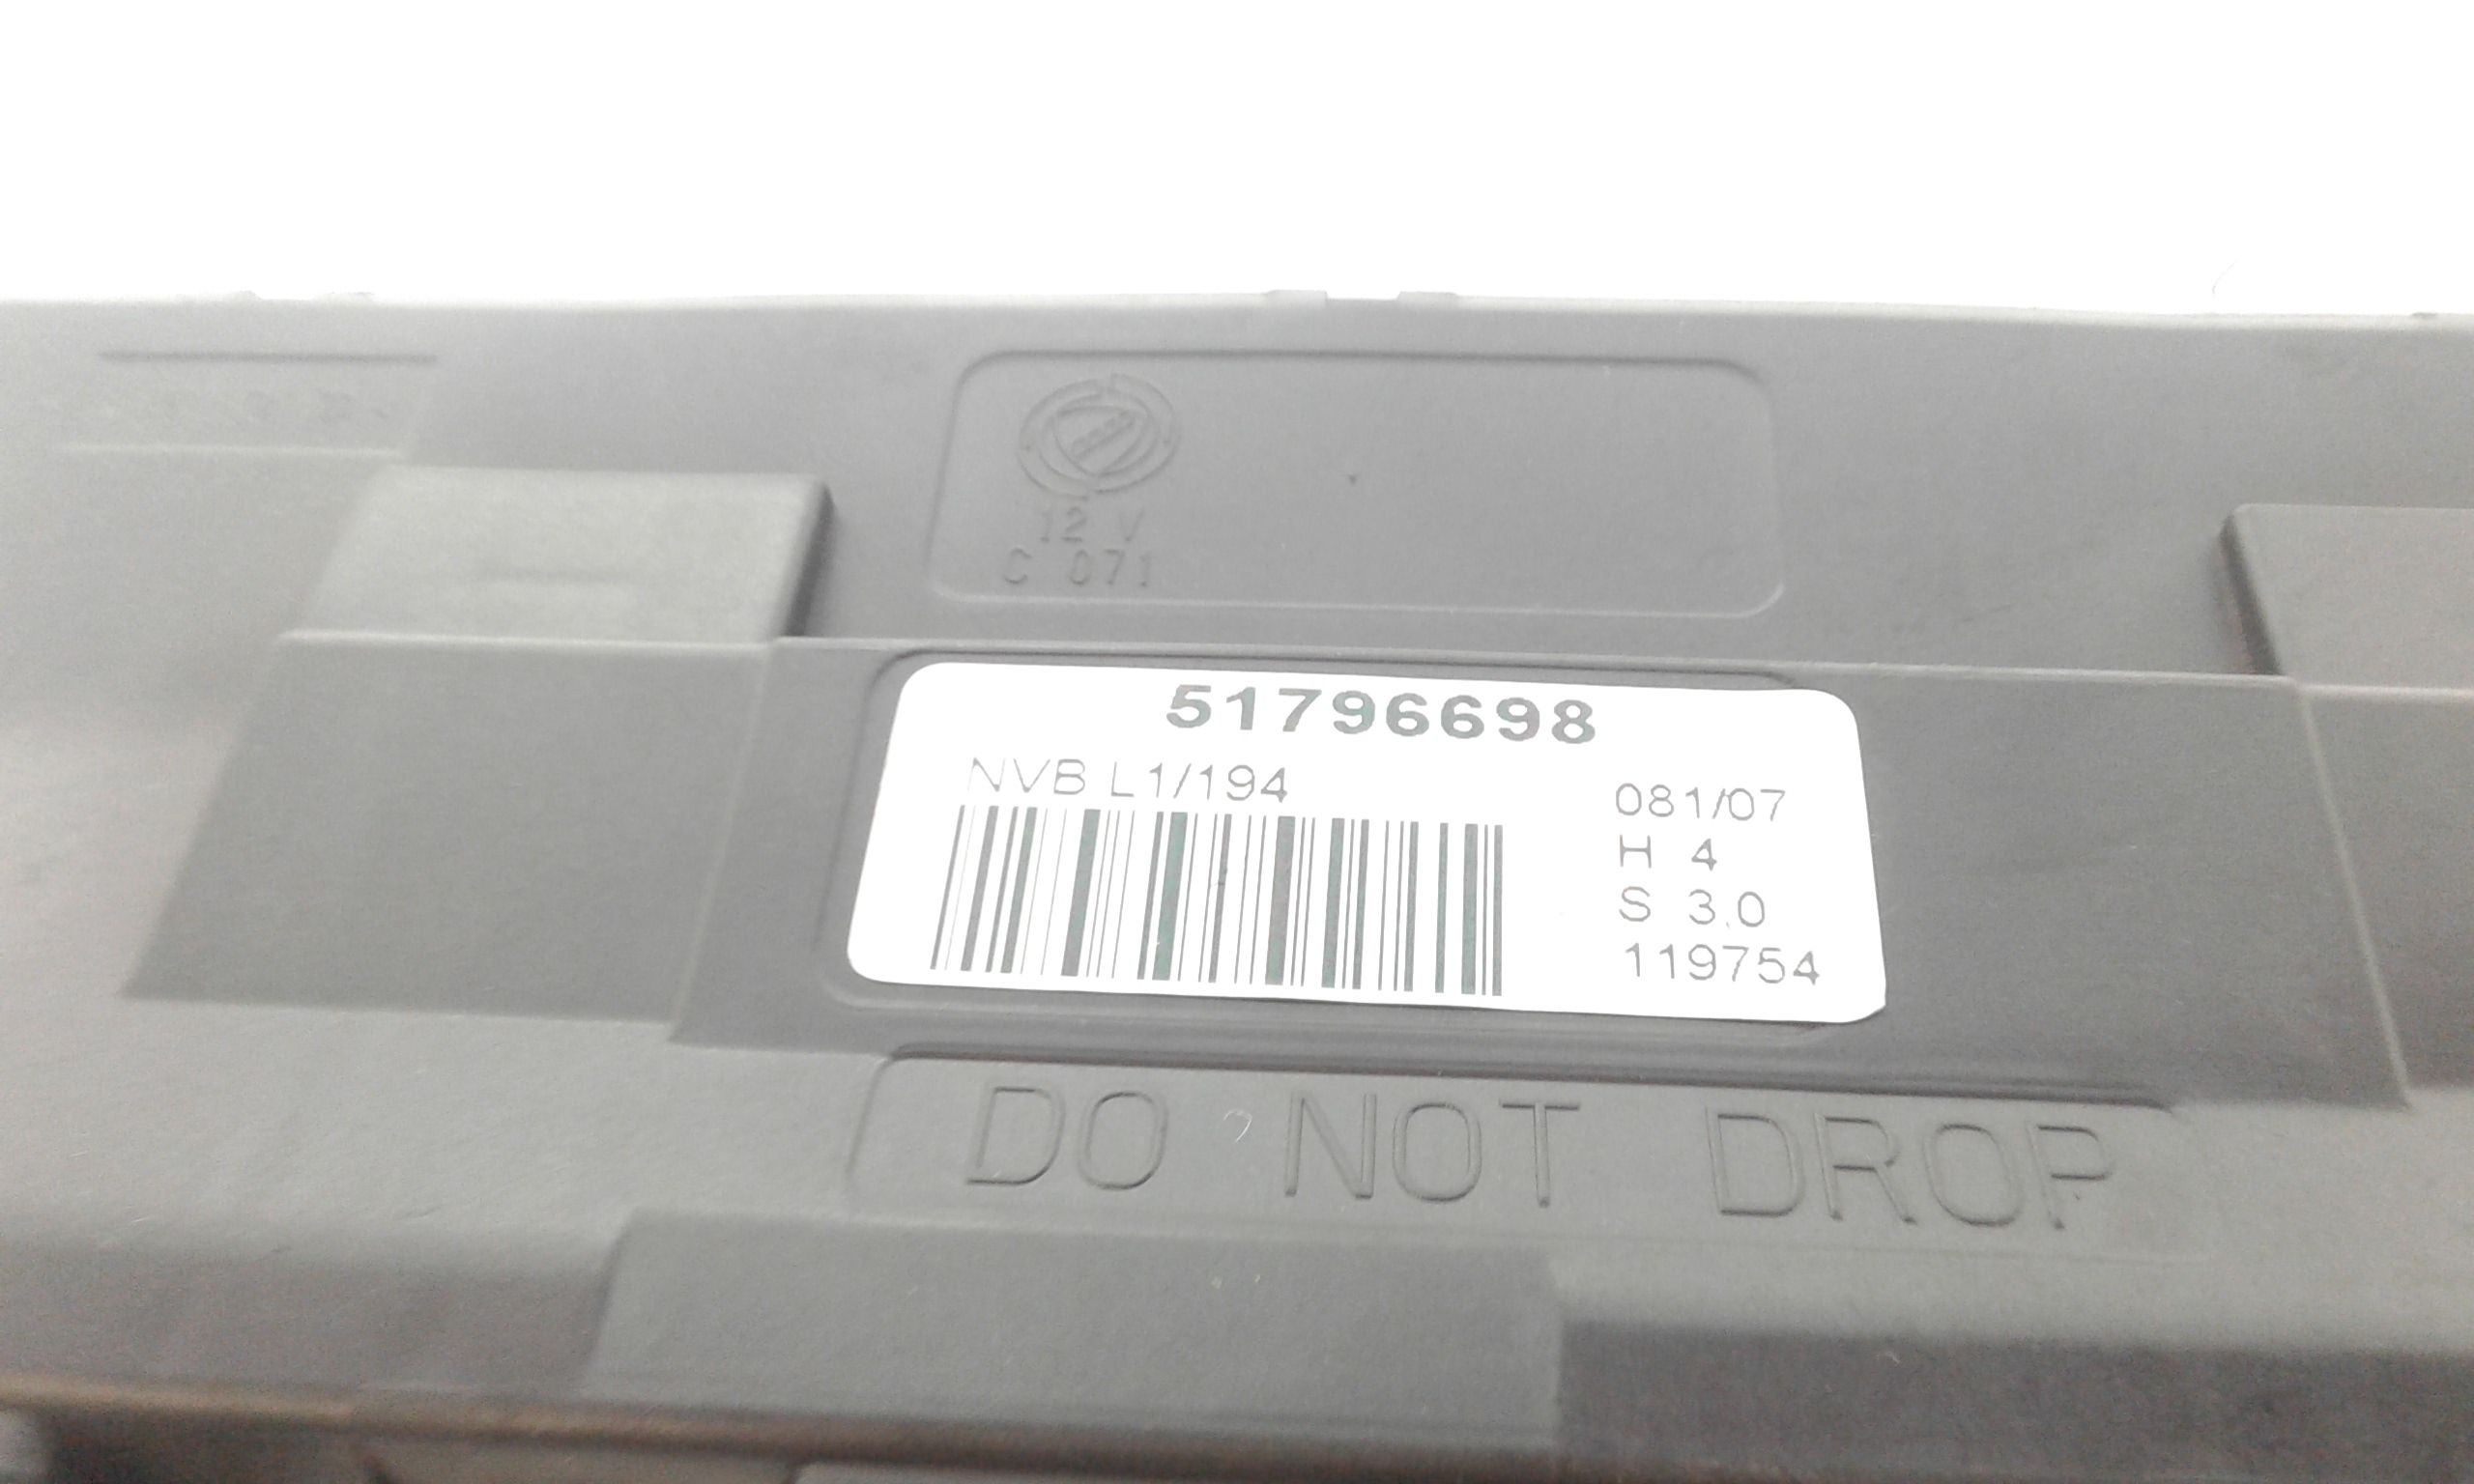 12 V
C 071
51796698
NVB L1/194
081/07
H 4
S 3.0
119754
DO NOT DROP